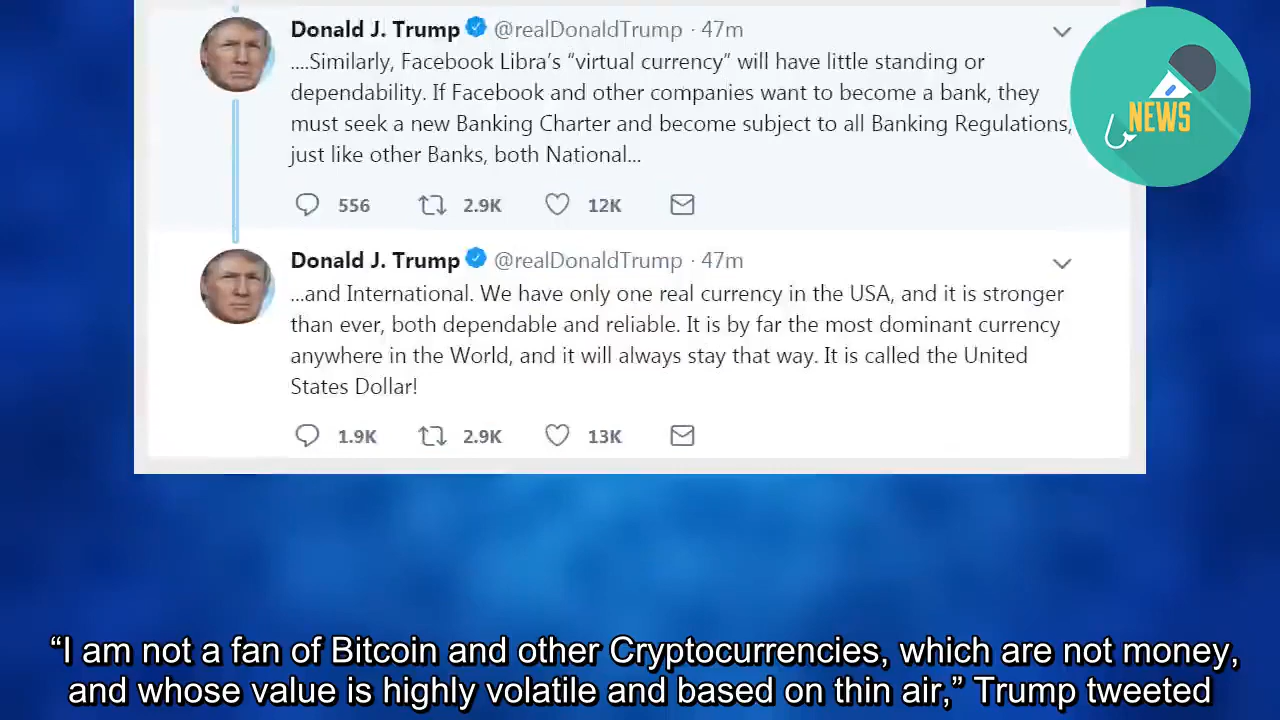 Donald J. Trump @realDonaldTrump · 47m
....Similarly, Facebook Libra’s “virtual currency” will have little standing or
dependability. If Facebook and other companies want to become a bank, they
must seek a new Banking Charter and become subject to all Banking Regulations,
just like other Banks, both National...
556 2.9K 12K
NEWS
Donald J. Trump @realDonaldTrump · 47m
...and International. We have only one real currency in the USA, and it is stronger
than ever, both dependable and reliable. It is by far the most dominant currency
anywhere in the World, and it will always stay that way. It is called the United
States Dollar!
1.9K 2.9K 13K
“I am not a fan of Bitcoin and other Cryptocurrencies, which are not money,
and whose value is highly volatile and based on thin air,” Trump tweeted